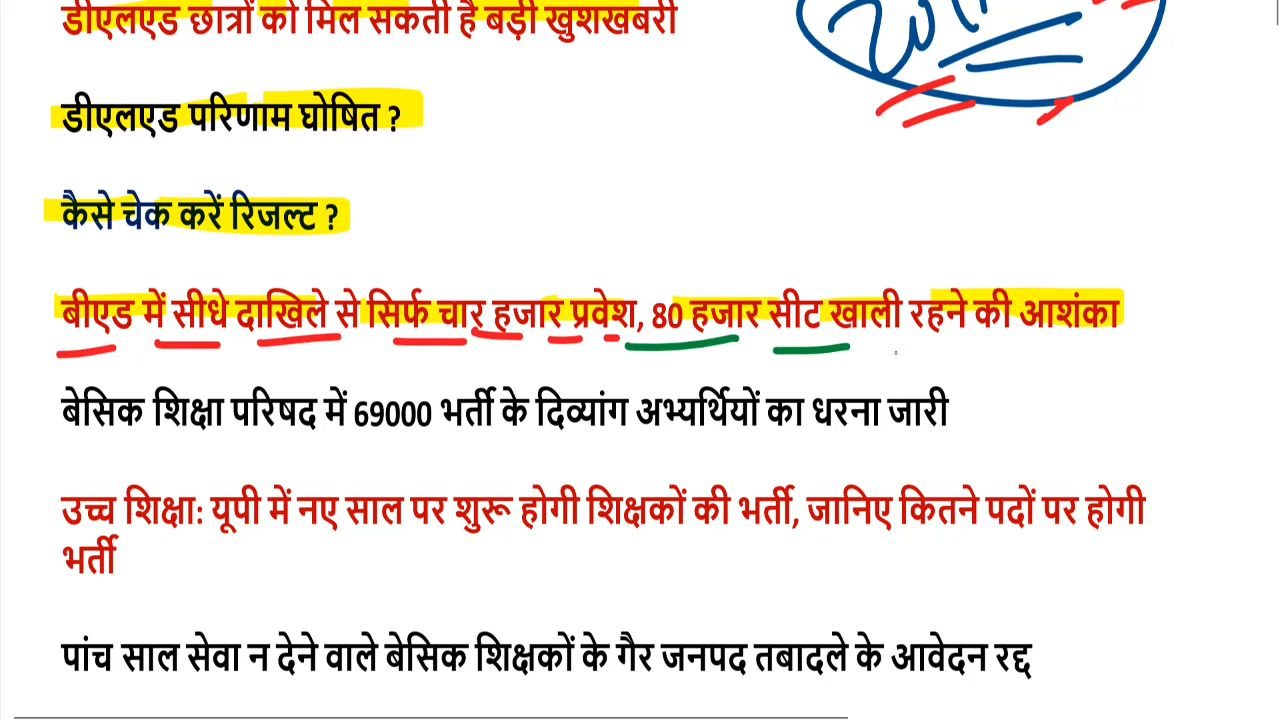 डीएलएड छात्रों को मिल सकती है बड़ी खुशखबरी
डीएलएड परिणाम घोषित ?
कैसे चेक करें रिजल्ट ?
बीएड में सीधे दाखिले से सिर्फ चार हजार प्रवेश, 80 हजार सीट खाली रहने की आशंका
बेसिक शिक्षा परिषद में 69000 भर्ती के दिव्यांग अभ्यर्थियों का धरना जारी
उच्च शिक्षा: यूपी में नए साल पर शुरू होगी शिक्षकों की भर्ती, जानिए कितने पदों पर होगी
भर्ती
पांच साल सेवा न देने वाले बेसिक शिक्षकों के गैर जनपद तबादले के आवेदन रद्द